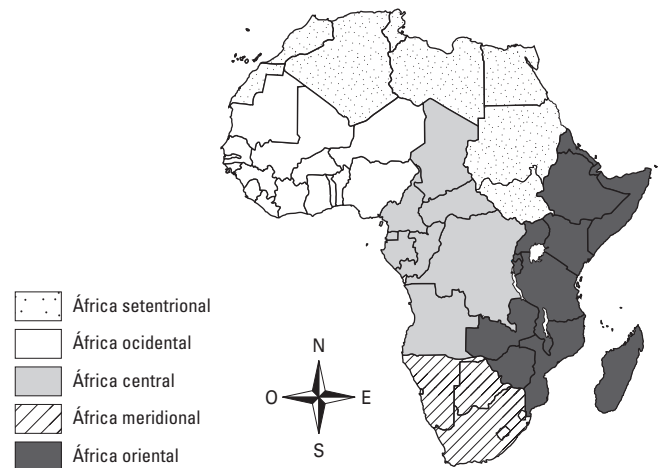 África setentrional
África ocidental
África central
África meridional
África oriental
N
O
E
S